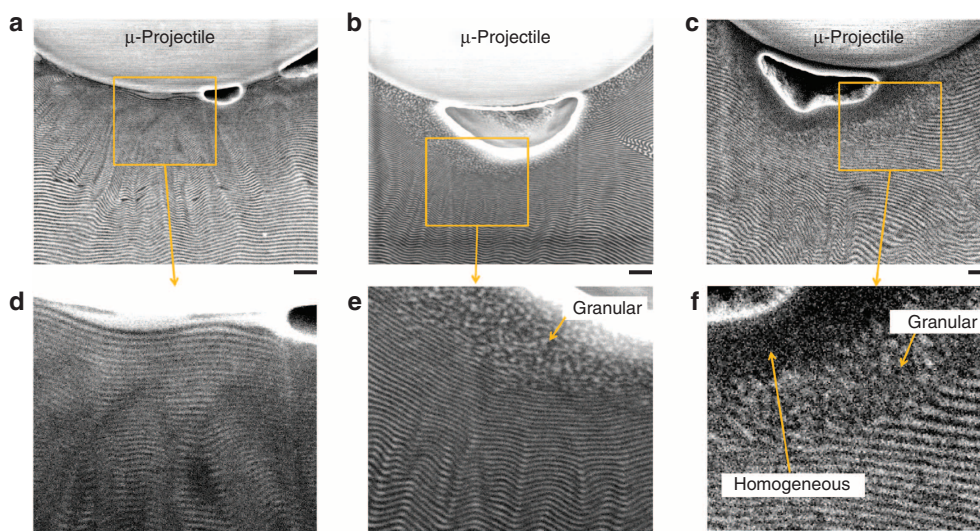 a
μ-Projectile
b
μ-Projectile
c
μ-Projectile
d
e
Granular
f
Granular
Homogeneous